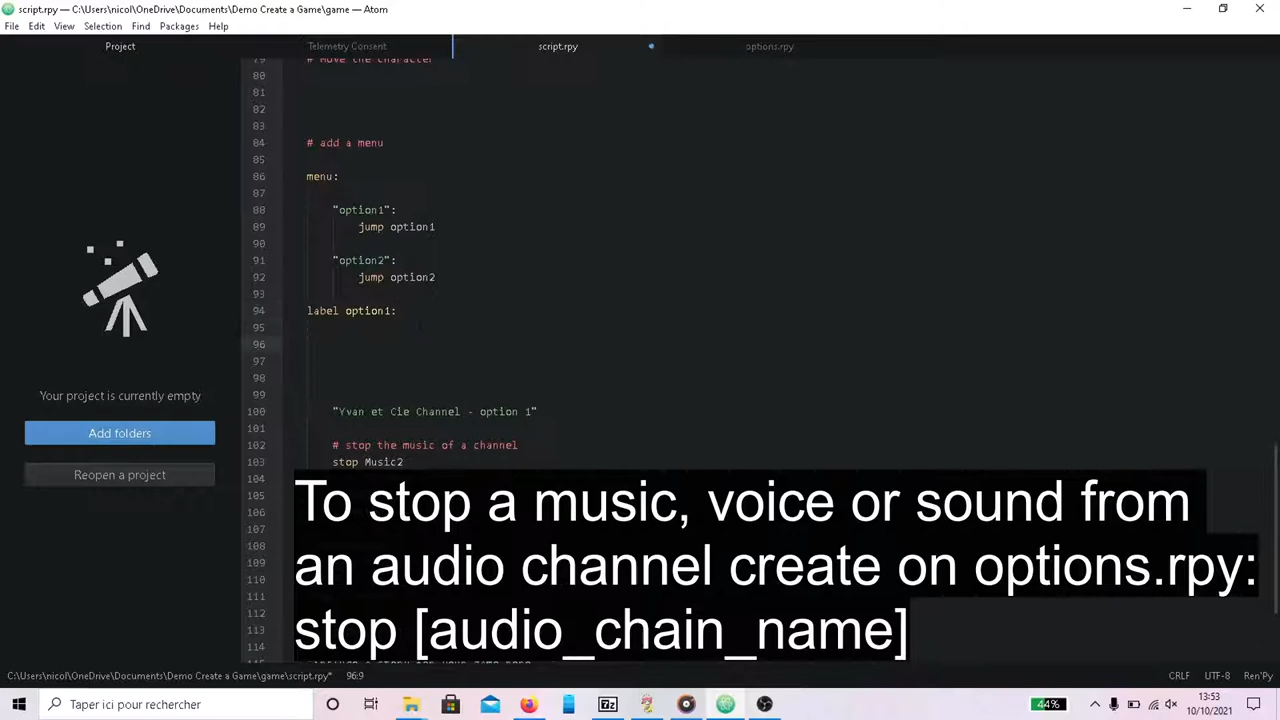 script.rpy — C:\Users\nicol\OneDrive\Documents\Demo Create a Game\game — Atom
File Edit View Selection Find Packages Help
Project Telemetry Consent script.rpy options.rpy
79 # Move the character
80
81
82
83
84 # add a menu
85
86 menu:
87
88 "option1":
89 jump option1
90
91 "option2":
92 jump option2
93
94 label option1:
95
96
97
98
99
100 "Yvan et Cie Channel - option 1"
101
102 # stop the music of a channel
103 stop Music2
104
105
106
107
108
109
110
111
112
113
114
Your project is currently empty
Add folders
Reopen a project
To stop a music, voice or sound from
an audio channel create on options.rpy:
stop [audio_chain_name]
C:\Users\nicol\OneDrive\Documents\Demo Create a Game\game\script.rpy* 96:9 CRLF UTF-8 Ren'Py
Taper ici pour rechercher
44%
13:53
10/10/2021